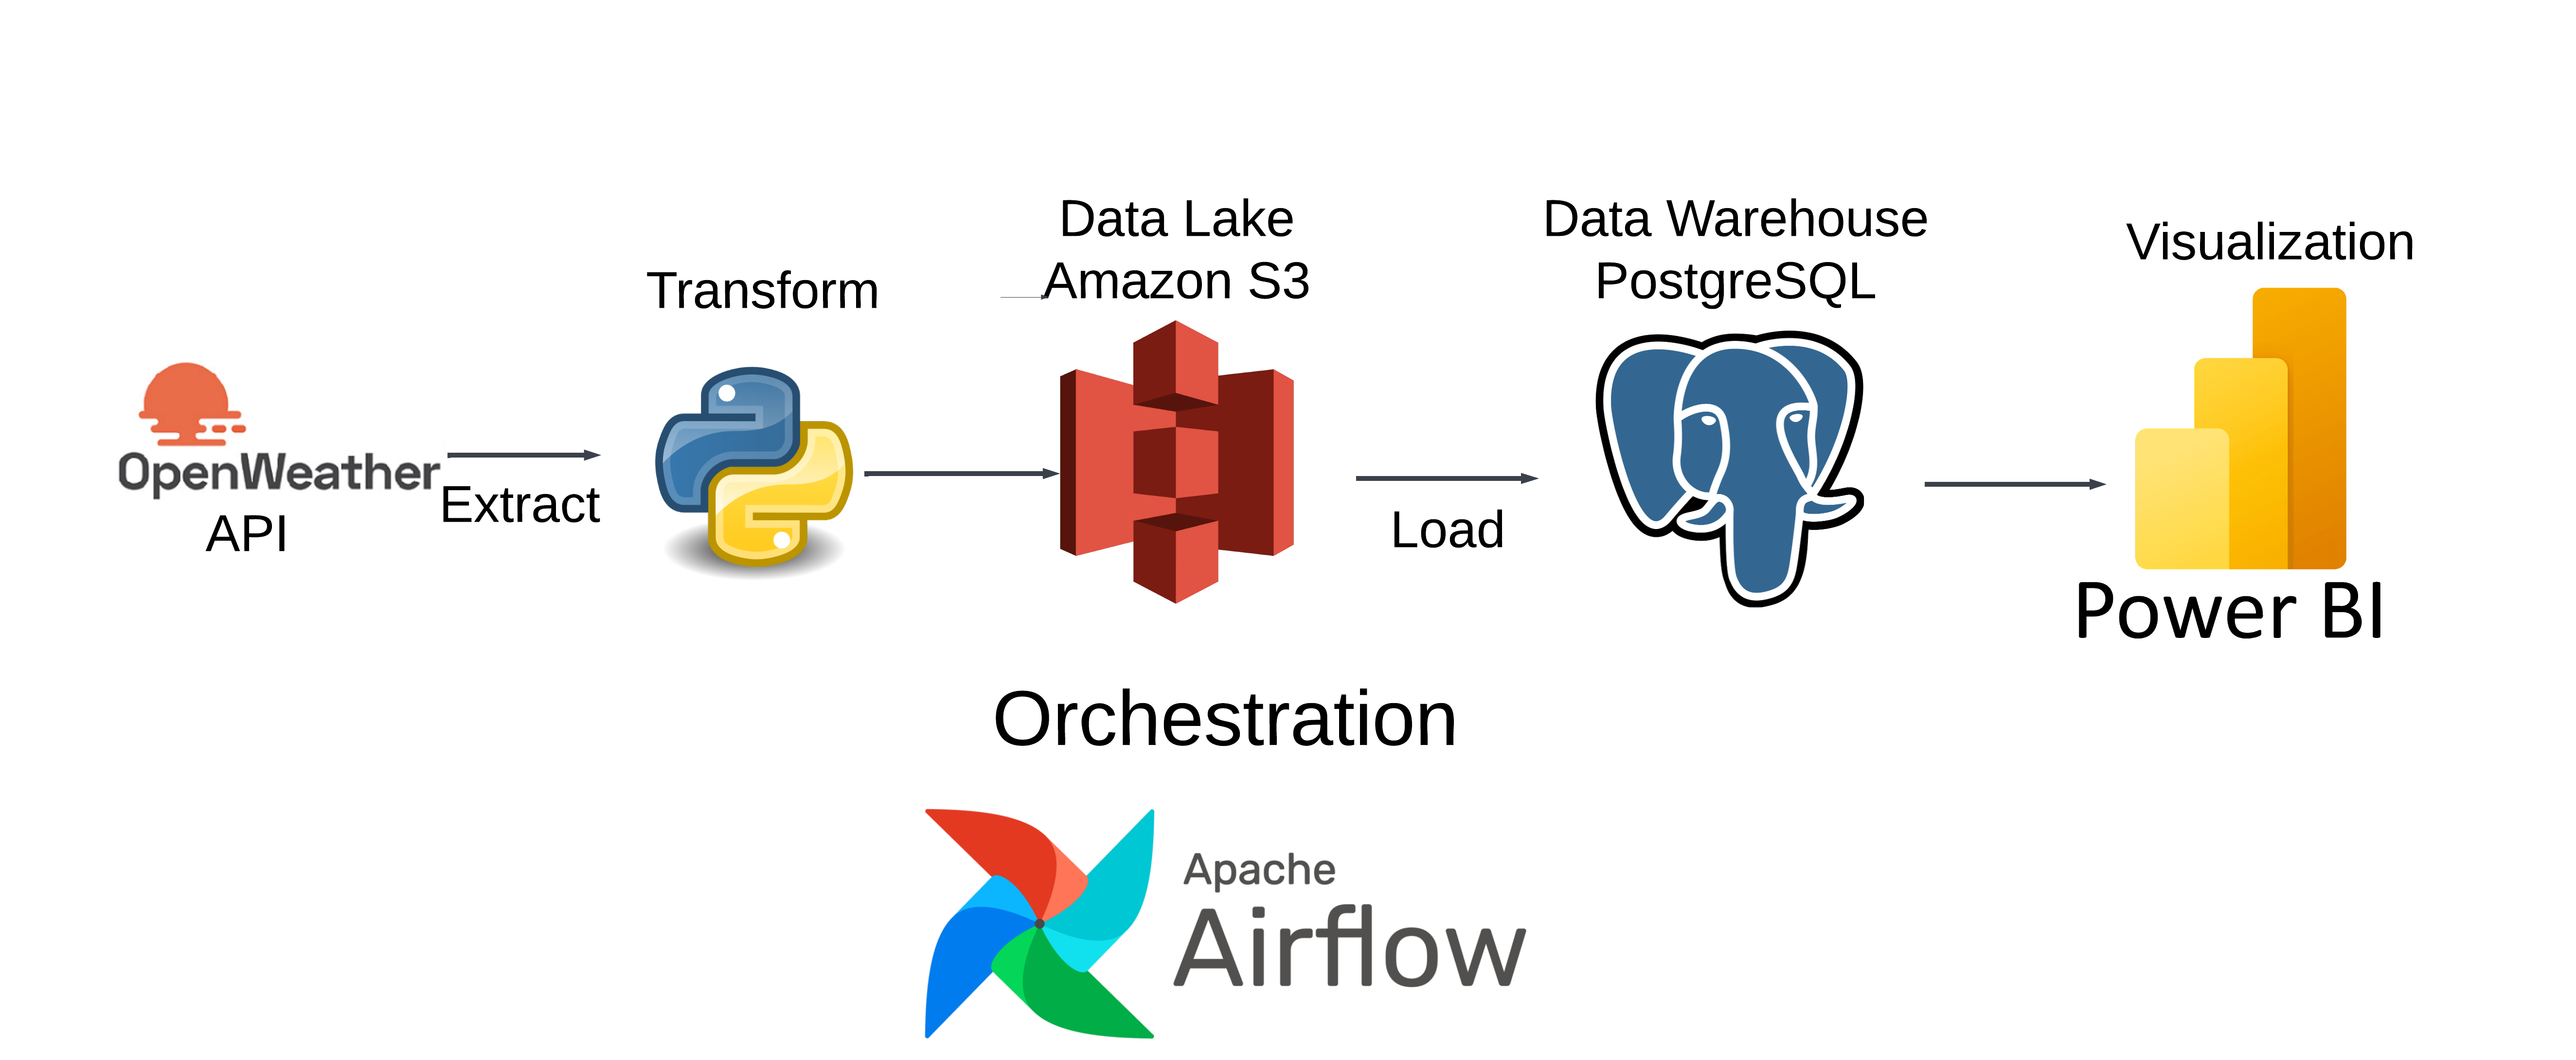 OpenWeather
API
Extract
Transform
Data Lake
Amazon S3
Load
Data Warehouse
PostgreSQL
Visualization
Power BI
Orchestration
Apache
Airflow